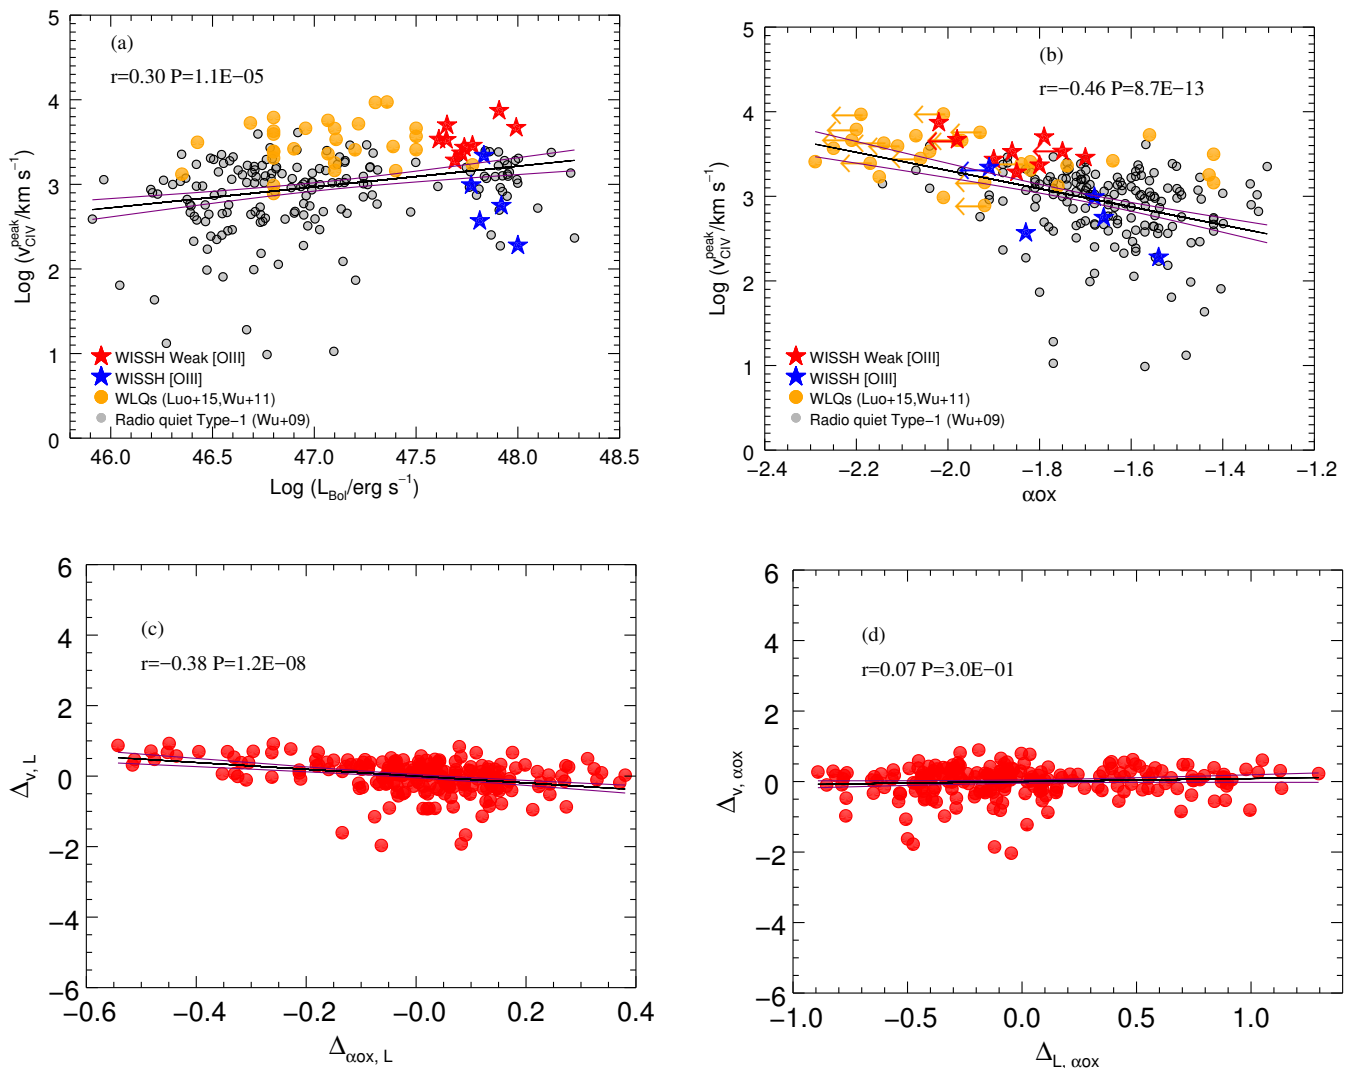 (a)
r=0.30 P=1.1E−05
Log (v_CIV^peak/km s⁻¹)
5
4
3
2
1
0
WISSH Weak [OIII]
WISSH [OIII]
WLQs (Luo+15,Wu+11)
Radio quiet Type−1 (Wu+09)
46.0 46.5 47.0 47.5 48.0 48.5
Log (L_Bol/erg s⁻¹)
(b)
r=−0.46 P=8.7E−13
Log (v_CIV^peak/km s⁻¹)
5
4
3
2
1
0
WISSH Weak [OIII]
WISSH [OIII]
WLQs (Luo+15,Wu+11)
Radio quiet Type−1 (Wu+09)
−2.4 −2.2 −2.0 −1.8 −1.6 −1.4 −1.2
αox
(c)
r=−0.38 P=1.2E−08
Δ_v, L
6
4
2
0
−2
−4
−6
−0.6 −0.4 −0.2 −0.0 0.2 0.4
Δ_αox, L
(d)
r=0.07 P=3.0E−01
Δ_v, αox
6
4
2
0
−2
−4
−6
−1.0 −0.5 0.0 0.5 1.0
Δ_L, αox